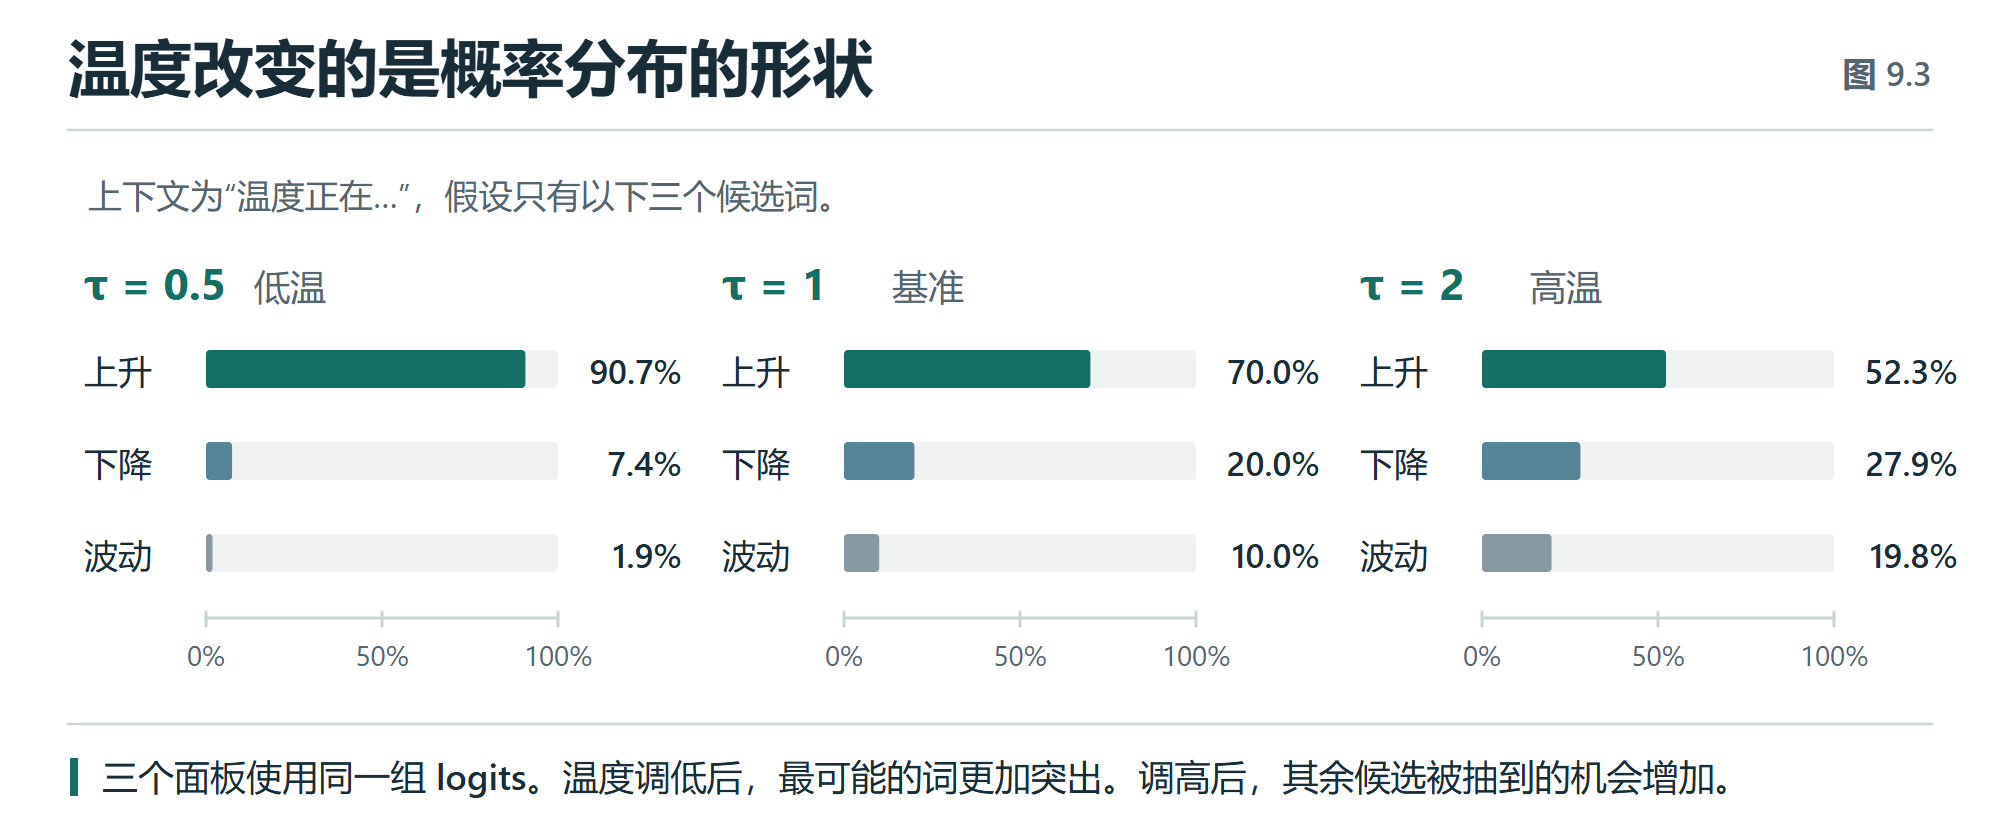 温度改变的是概率分布的形状
图 9.3
上下文为“温度正在...”，假设只有以下三个候选词。
τ = 0.5 低温
上升 90.7%
下降 7.4%
波动 1.9%
0% 50% 100%
τ = 1 基准
上升 70.0%
下降 20.0%
波动 10.0%
0% 50% 100%
τ = 2 高温
上升 52.3%
下降 27.9%
波动 19.8%
0% 50% 100%
三个面板使用同一组 logits。温度调低后，最可能的词更加突出。调高后，其余候选被抽到的机会增加。